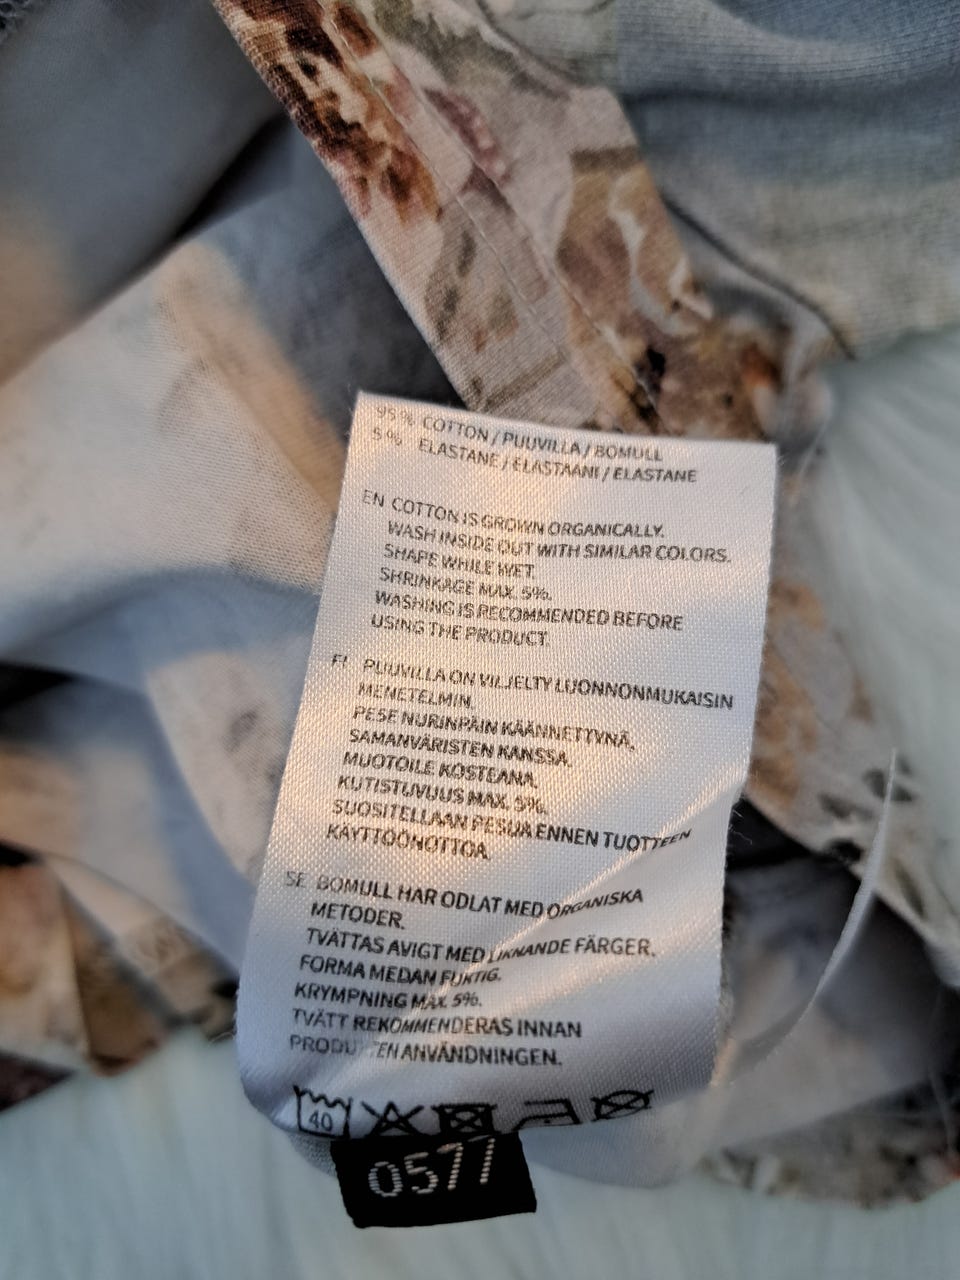 95% COTTON / PUUVILLA / BOMULL
5% ELASTANE / ELASTAANI / ELASTANE
EN COTTON IS GROWN ORGANICALLY.
WASH INSIDE OUT WITH SIMILAR COLORS.
SHAPE WHILE WET.
SHRINKAGE MAX. 5%.
WASHING IS RECOMMENDED BEFORE
USING THE PRODUCT.
FI PUUVILLA ON VILJELTY LUONNONMUKAISIN
MENETELMIN.
PESE NURINPÄIN KÄÄNNETTYNÄ,
SAMANVÄRISTEN KANSSA.
MUOTOILE KOSTEANA.
KUTISTUVUUS MAX. 5%.
SUOSITELLAAN PESUA ENNEN TUOTTEEN
KÄYTTÖÖNOTTOA.
SE BOMULL HAR ODLAT MED ORGANISKA
METODER.
TVÄTTAS AVIGT MED LIKNANDE FÄRGER.
FORMA MEDAN FUKTIG.
KRYMPNING MAX. 5%.
TVÄTT REKOMMENDERAS INNAN
PRODUKTEN ANVÄNDNINGEN.
40
0577